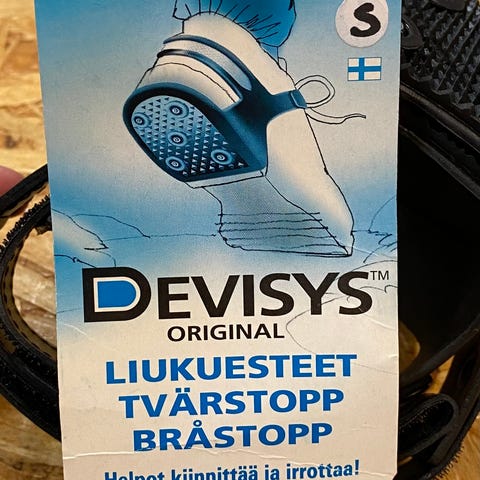 S
DEVISYS™
ORIGINAL
LIUKUESTEET
TVÄRSTOPP
BRÅSTOPP
Helpot kiinnittää ja irrottaa!